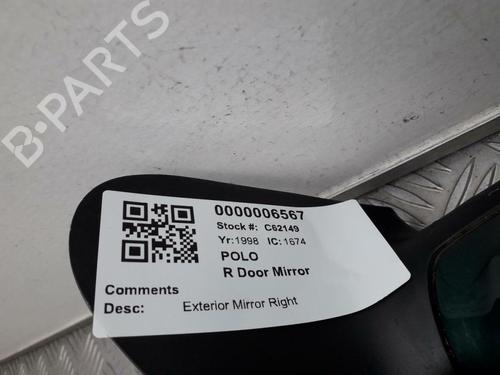 B-PARTS
0000006567
Stock #: C62149
Yr:1998 IC:1674
POLO
R Door Mirror
Comments
Desc: Exterior Mirror Right